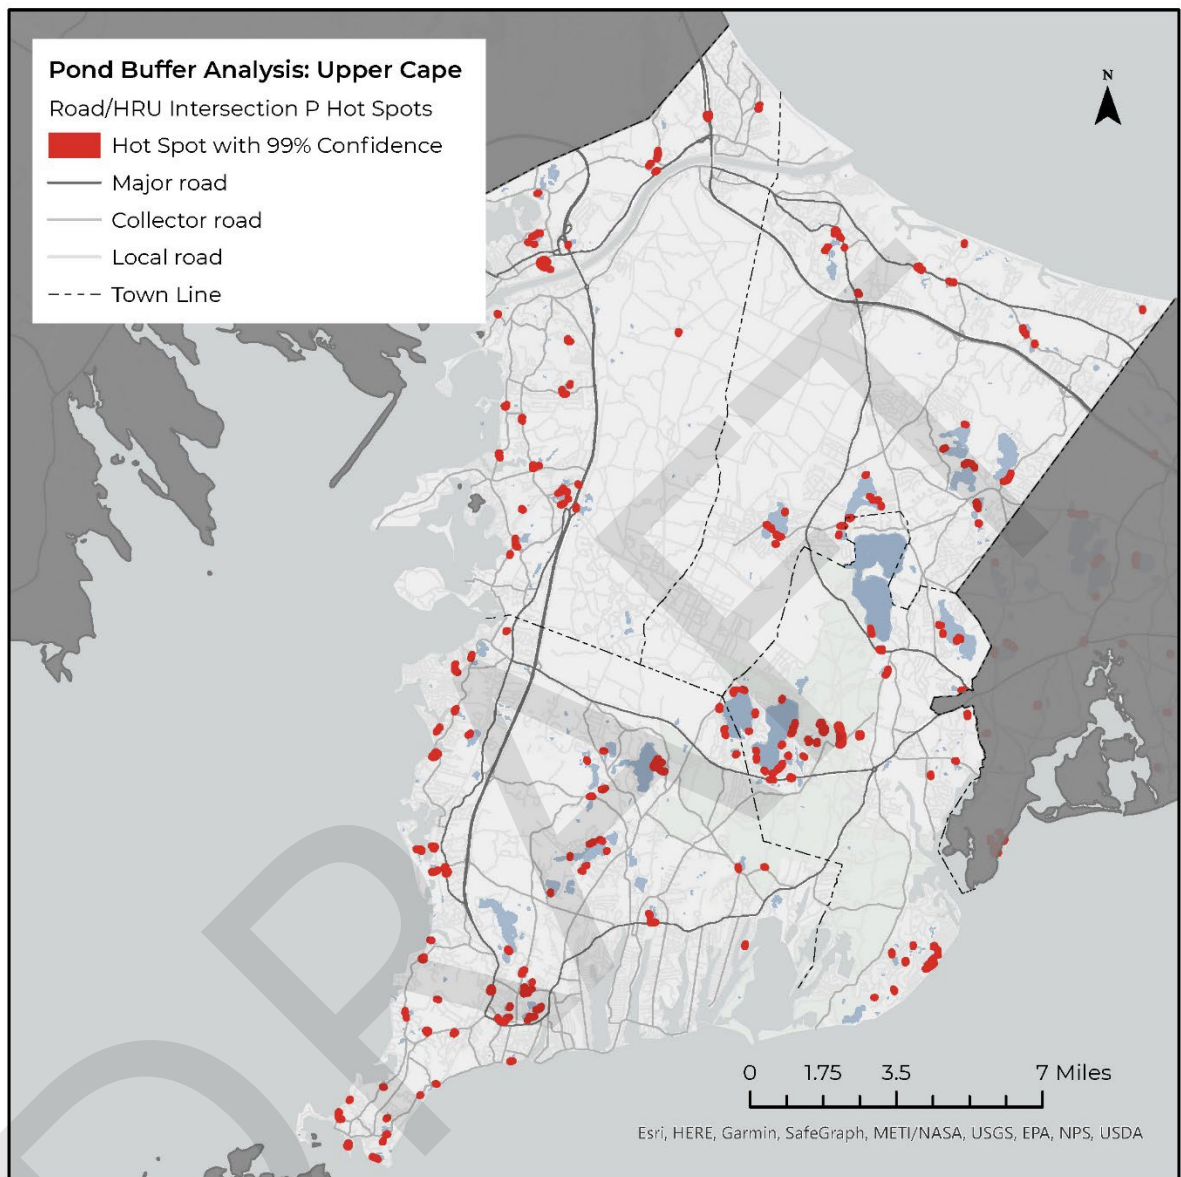 Pond Buffer Analysis: Upper Cape
Road/HRU Intersection P Hot Spots
Hot Spot with 99% Confidence
Major road
Collector road
Local road
Town Line
N
DRAFT
0 1.75 3.5 7 Miles
Esri, HERE, Garmin, SafeGraph, METI/NASA, USGS, EPA, NPS, USDA